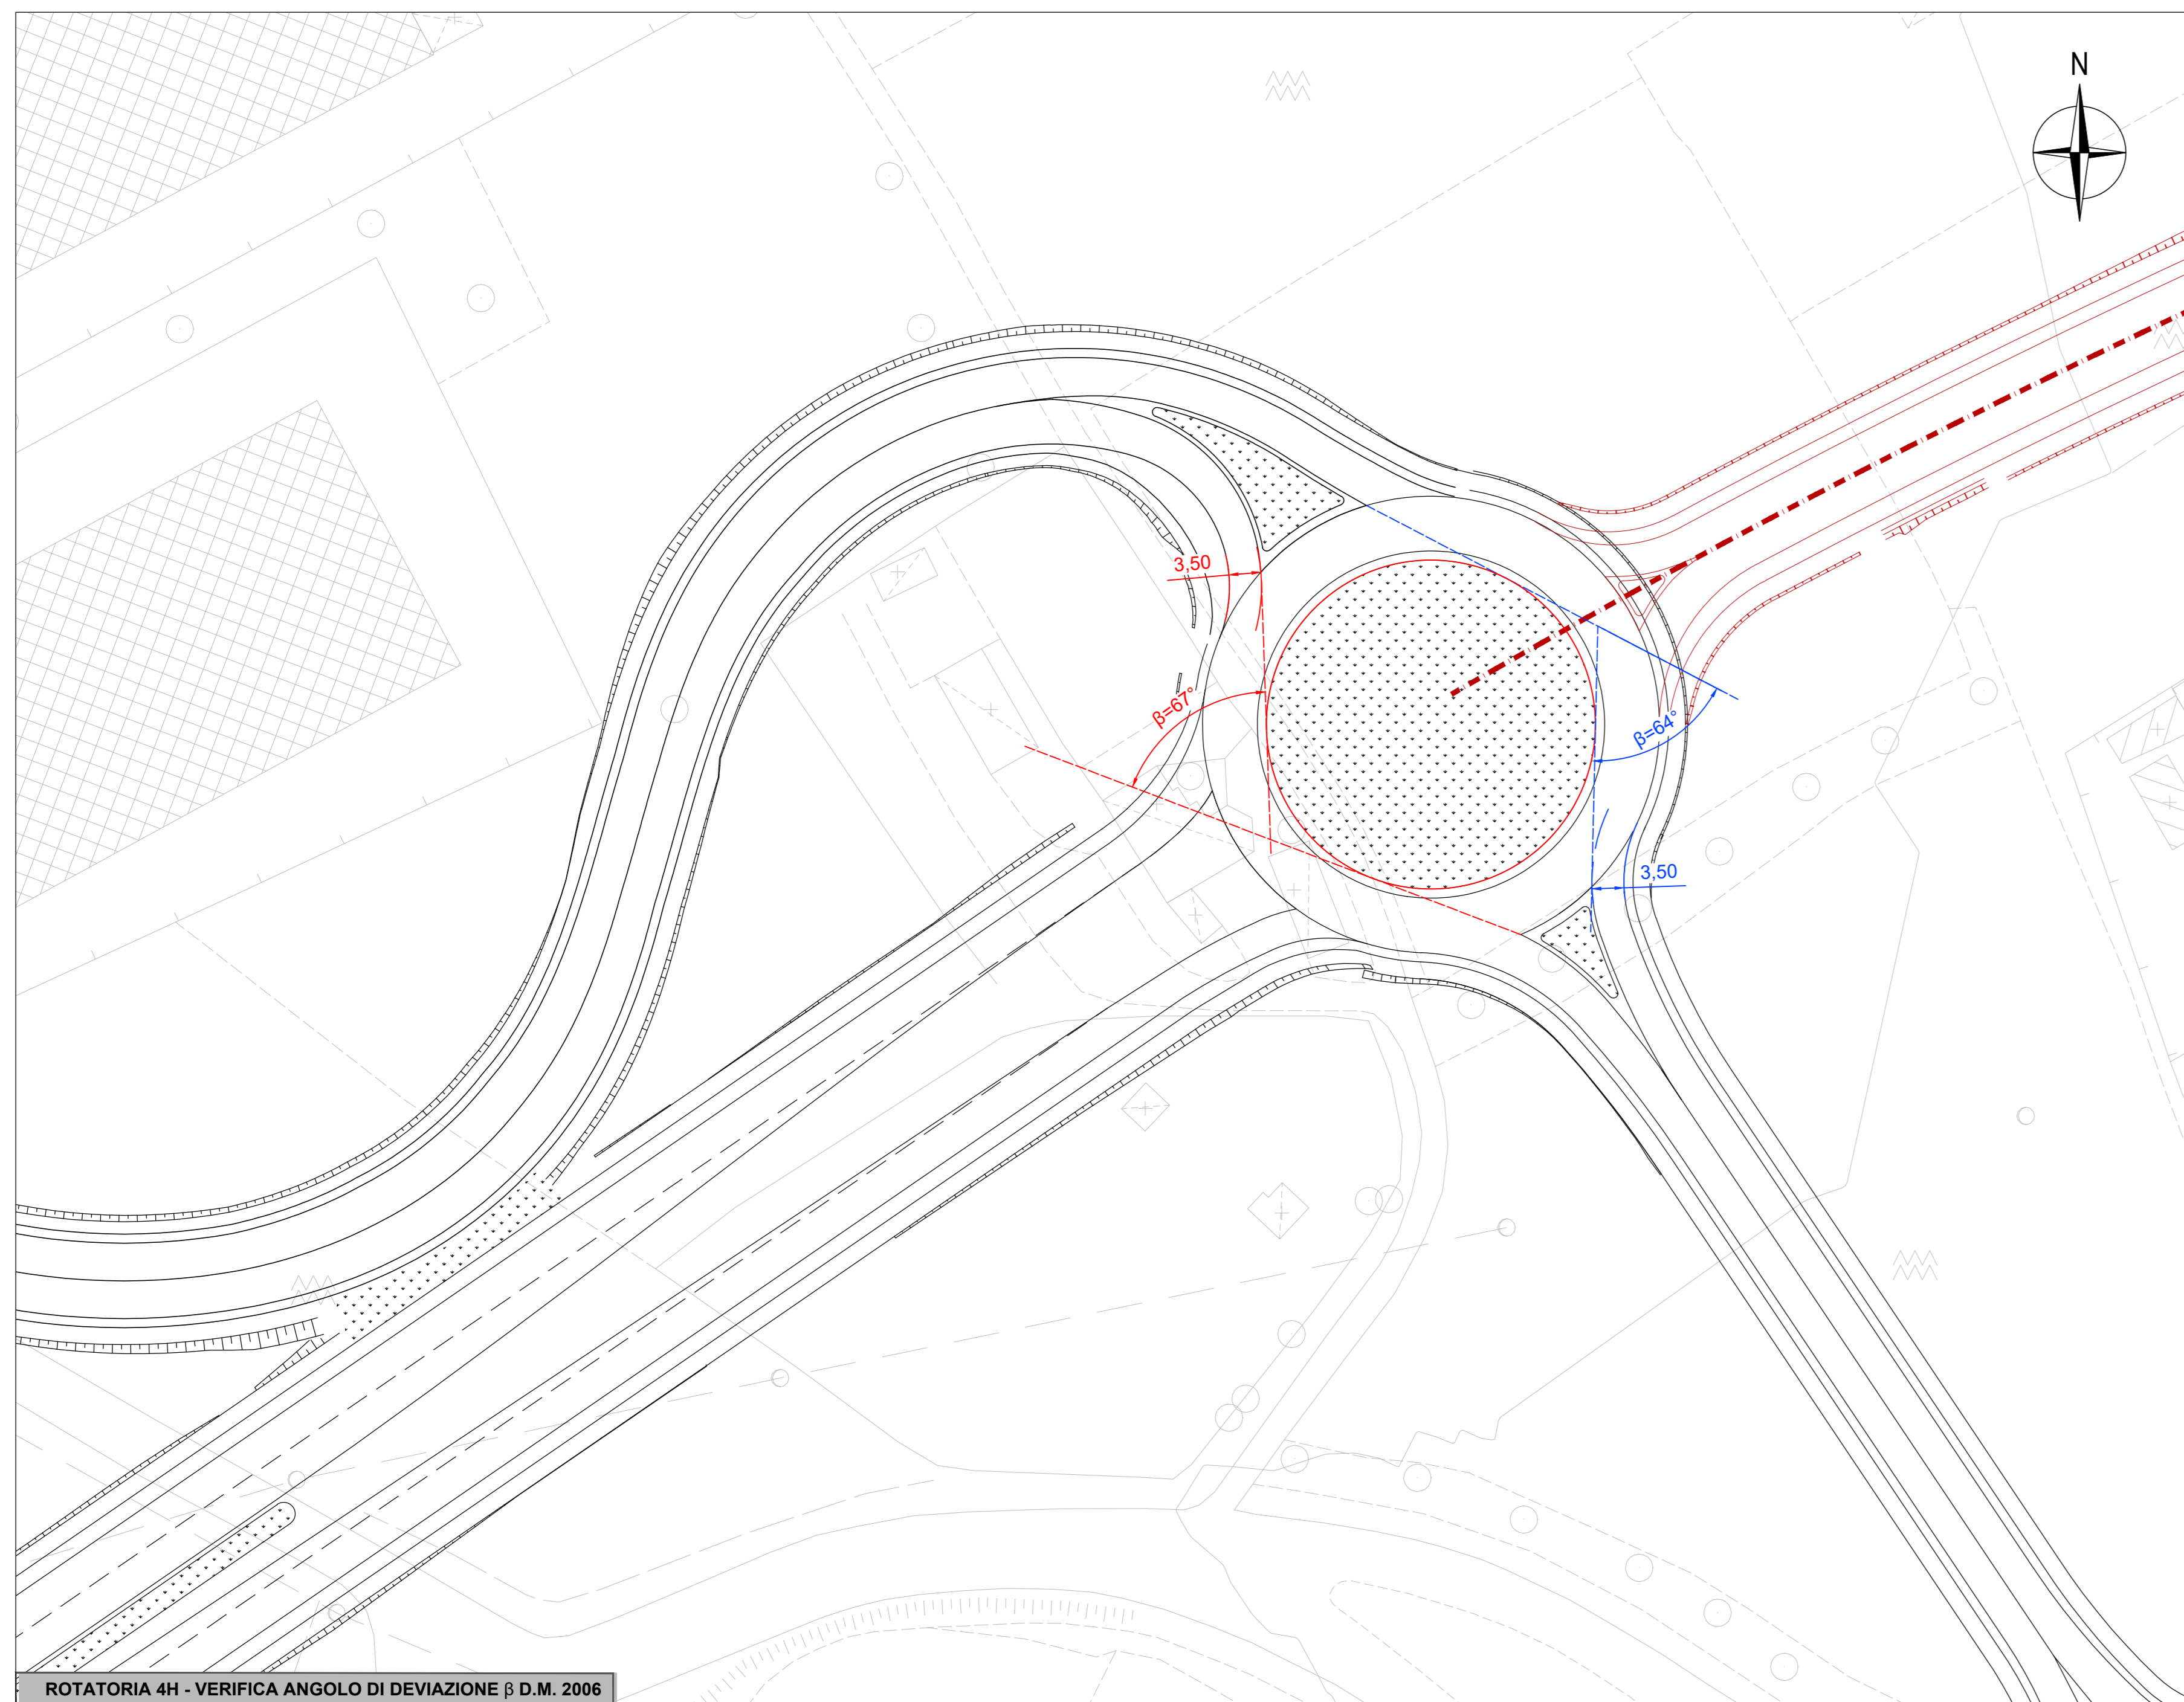 N
3,50
β=67°
β=64°
3,50
ROTATORIA 4H - VERIFICA ANGOLO DI DEVIAZIONE β D.M. 2006